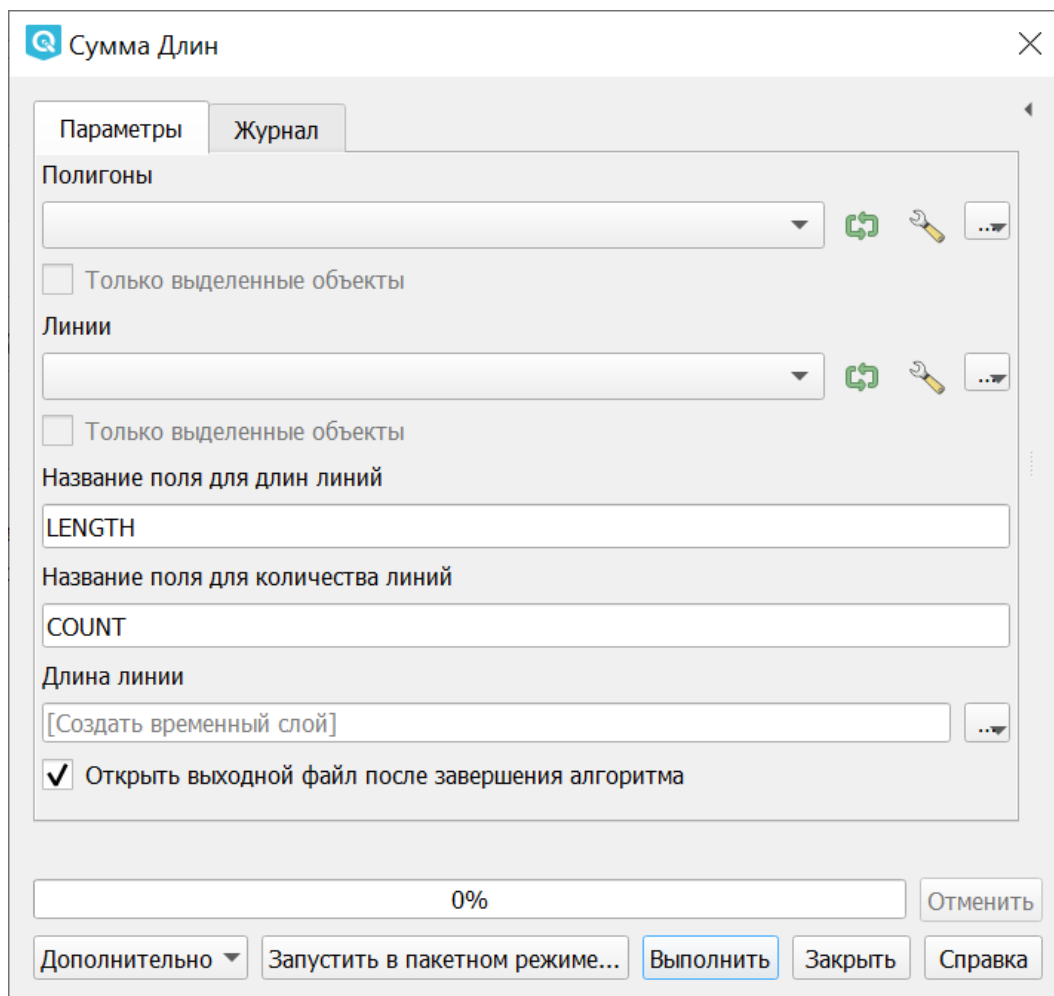 Сумма Длин
Параметры
Журнал
Полигоны
...
Только выделенные объекты
Линии
...
Только выделенные объекты
Название поля для длин линий
LENGTH
Название поля для количества линий
COUNT
Длина линии
[Создать временный слой]
...
Открыть выходной файл после завершения алгоритма
0%
Отменить
Дополнительно
Запустить в пакетном режиме...
Выполнить
Закрыть
Справка